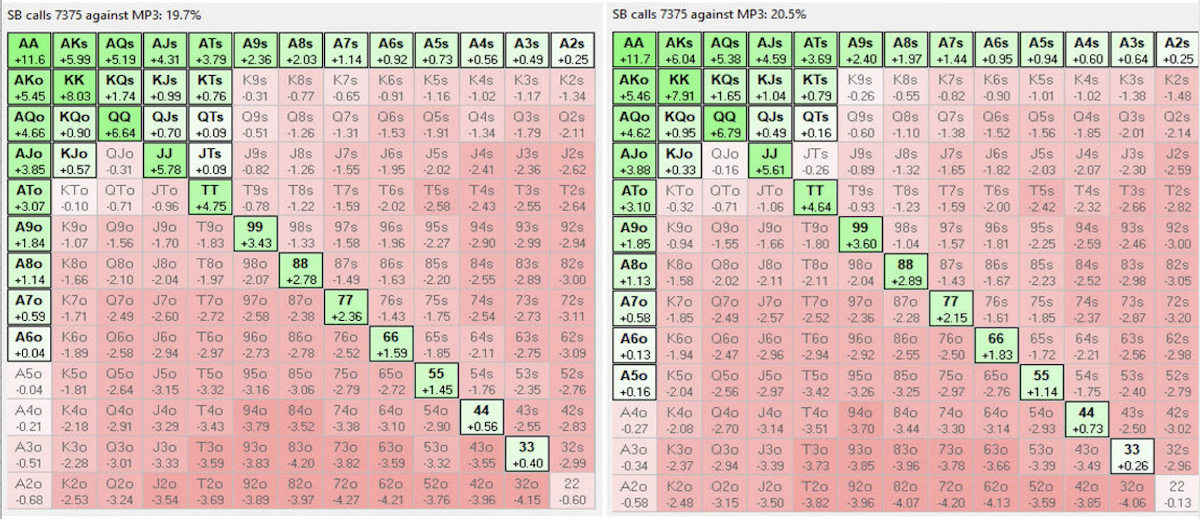 SB calls 7375 against MP3: 19.7%
AA AKs AQs AJs ATs A9s A8s A7s A6s A5s A4s A3s A2s
+11.6 +5.99 +5.19 +4.31 +3.79 +2.36 +2.03 +1.14 +0.92 +0.73 +0.56 +0.49 +0.25
AKo KK KQs KJs KTs K9s K8s K7s K6s K5s K4s K3s K2s
+5.45 +8.03 +1.74 +0.99 +0.76 -0.31 -0.77 -0.65 -0.91 -1.16 -1.02 -1.17 -1.34
AQo KQo QQ QJs QTs Q9s Q8s Q7s Q6s Q5s Q4s Q3s Q2s
+4.66 +0.90 +6.64 +0.70 +0.09 -0.51 -1.26 -1.31 -1.53 -1.91 -1.34 -1.79 -2.11
AJo KJo QJo JJ JTs J9s J8s J7s J6s J5s J4s J3s J2s
+3.85 +0.57 -0.31 +5.78 +0.09 -0.82 -1.26 -1.55 -1.95 -2.02 -2.41 -2.36 -2.62
ATo KTo QTo JTo TT T9s T8s T7s T6s T5s T4s T3s T2s
+3.07 -0.10 -0.71 -0.96 +4.75 -0.78 -1.22 -1.59 -2.02 -2.58 -2.43 -2.55 -2.64
A9o K9o Q9o J9o T9o 99 98s 97s 96s 95s 94s 93s 92s
+1.84 -1.07 -1.56 -1.70 -1.83 +3.43 -1.33 -1.58 -1.96 -2.27 -2.90 -2.99 -2.94
A8o K8o Q8o J8o T8o 98o 88 87s 86s 85s 84s 83s 82s
+1.14 -1.66 -2.10 -2.04 -1.97 -2.07 +2.78 -1.49 -1.63 -2.20 -2.55 -2.89 -3.00
A7o K7o Q7o J7o T7o 97o 87o 77 76s 75s 74s 73s 72s
+0.59 -1.71 -2.49 -2.60 -2.72 -2.58 -2.38 +2.36 -1.43 -1.75 -2.54 -2.73 -3.11
A6o K6o Q6o J6o T6o 96o 86o 76o 66 65s 64s 63s 62s
+0.04 -1.89 -2.58 -2.94 -2.97 -2.73 -2.78 -2.52 +1.59 -1.85 -2.11 -2.75 -3.09
A5o K5o Q5o J5o T5o 95o 85o 75o 65o 55 54s 53s 52s
-0.04 -1.81 -2.64 -3.15 -3.32 -3.16 -3.06 -2.79 -2.72 +1.45 -1.76 -2.35 -2.76
A4o K4o Q4o J4o T4o 94o 84o 74o 64o 54o 44 43s 42s
-0.21 -2.18 -2.91 -3.29 -3.43 -3.79 -3.52 -3.38 -3.10 -2.90 +0.56 -2.55 -2.83
A3o K3o Q3o J3o T3o 93o 83o 73o 63o 53o 43o 33 32s
-0.51 -2.28 -3.01 -3.33 -3.59 -3.83 -4.20 -3.82 -3.59 -3.32 -3.55 +0.40 -2.99
A2o K2o Q2o J2o T2o 92o 82o 72o 62o 52o 42o 32o 22
-0.68 -2.53 -3.24 -3.54 -3.69 -3.89 -3.97 -4.27 -4.21 -3.76 -3.96 -4.15 -0.60
SB calls 7375 against MP3: 20.5%
AA AKs AQs AJs ATs A9s A8s A7s A6s A5s A4s A3s A2s
+11.7 +6.04 +5.38 +4.59 +3.69 +2.40 +1.97 +1.44 +0.95 +0.94 +0.60 +0.64 +0.25
AKo KK KQs KJs KTs K9s K8s K7s K6s K5s K4s K3s K2s
+5.46 +7.91 +1.65 +1.04 +0.79 -0.26 -0.55 -0.82 -0.90 -1.01 -1.02 -1.38 -1.48
AQo KQo QQ QJs QTs Q9s Q8s Q7s Q6s Q5s Q4s Q3s Q2s
+4.62 +0.95 +6.79 +0.49 +0.16 -0.60 -1.10 -1.38 -1.52 -1.56 -1.85 -2.01 -2.14
AJo KJo QJo JJ JTs J9s J8s J7s J6s J5s J4s J3s J2s
+3.88 +0.33 -0.16 +5.61 -0.26 -0.89 -1.32 -1.65 -1.82 -2.03 -2.07 -2.30 -2.59
ATo KTo QTo JTo TT T9s T8s T7s T6s T5s T4s T3s T2s
+3.10 -0.32 -0.71 -1.06 +4.64 -0.93 -1.23 -1.59 -2.00 -2.42 -2.32 -2.66 -2.82
A9o K9o Q9o J9o T9o 99 98s 97s 96s 95s 94s 93s 92s
+1.85 -0.94 -1.55 -1.66 -1.80 +3.60 -1.04 -1.57 -1.81 -2.25 -2.59 -2.46 -3.00
A8o K8o Q8o J8o T8o 98o 88 87s 86s 85s 84s 83s 82s
+1.13 -1.58 -2.02 -2.11 -2.11 -2.04 +2.89 -1.43 -1.67 -2.23 -2.52 -2.98 -3.05
A7o K7o Q7o J7o T7o 97o 87o 77 76s 75s 74s 73s 72s
+0.58 -1.85 -2.49 -2.57 -2.52 -2.36 -2.28 +2.15 -1.61 -1.85 -2.37 -2.87 -3.20
A6o K6o Q6o J6o T6o 96o 86o 76o 66 65s 64s 63s 62s
+0.13 -1.94 -2.47 -2.96 -2.94 -2.92 -2.55 -2.50 +1.83 -1.72 -2.21 -2.56 -2.98
A5o K5o Q5o J5o T5o 95o 85o 75o 65o 55 54s 53s 52s
+0.16 -2.04 -2.56 -2.97 -3.42 -3.26 -3.25 -2.97 -2.76 +1.14 -1.75 -2.40 -2.79
A4o K4o Q4o J4o T4o 94o 84o 74o 64o 54o 44 43s 42s
-0.27 -2.08 -2.70 -3.14 -3.51 -3.70 -3.44 -3.30 -3.14 -2.93 +0.73 -2.50 -3.02
A3o K3o Q3o J3o T3o 93o 83o 73o 63o 53o 43o 33 32s
-0.34 -2.37 -2.94 -3.39 -3.73 -3.85 -3.96 -3.78 -3.66 -3.39 -3.49 +0.26 -2.96
A2o K2o Q2o J2o T2o 92o 82o 72o 62o 52o 42o 32o 22
-0.58 -2.48 -3.15 -3.50 -3.82 -3.96 -4.07 -4.20 -4.13 -3.59 -3.85 -4.06 -0.13